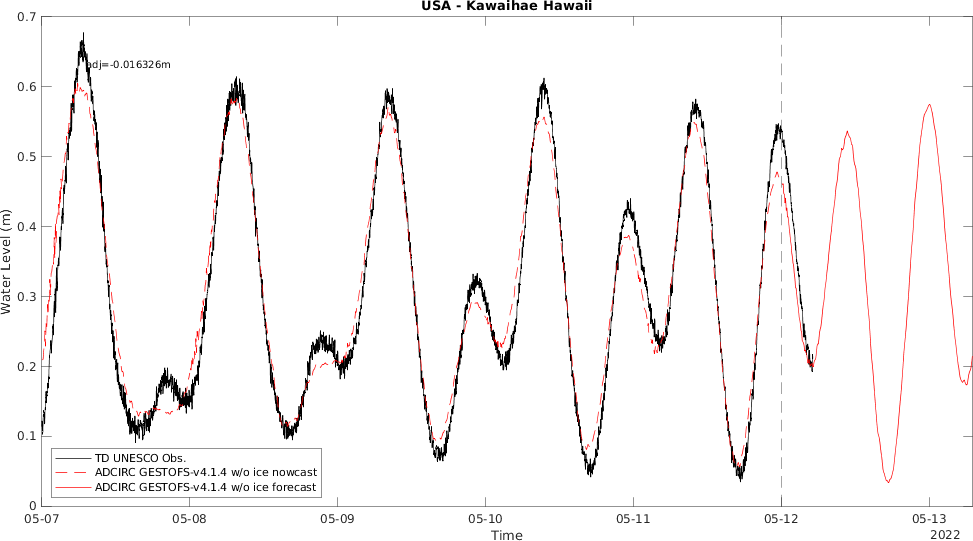 USA - Kawaihae Hawaii
0.7
adj=-0.016326m
0.6
0.5
0.4
Water Level (m)
0.3
0.2
0.1
TD UNESCO Obs.
ADCIRC GESTOFS-v4.1.4 w/o ice nowcast
ADCIRC GESTOFS-v4.1.4 w/o ice forecast
0
05-07 05-08 05-09 05-10 05-11 05-12 05-13
Time
2022